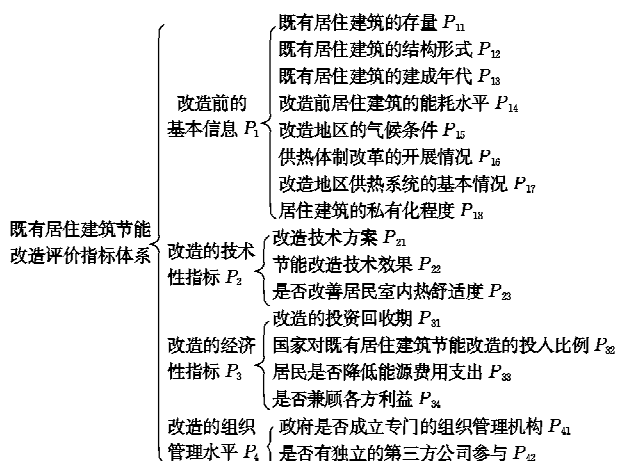 既有居住建筑节能
改造评价指标体系
改造前的
基本信息 P1
既有居住建筑的存量 P11
既有居住建筑的结构形式 P12
既有居住建筑的建成年代 P13
改造前居住建筑的能耗水平 P14
改造地区的气候条件 P15
供热体制改革的开展情况 P16
改造地区供热系统的基本情况 P17
居住建筑的私有化程度 P18
改造的技术
性指标 P2
改造技术方案 P21
节能改造技术效果 P22
是否改善居民室内热舒适度 P23
改造的经济
性指标 P3
改造的投资回收期 P31
国家对既有居住建筑节能改造的投入比例 P32
居民是否降低能源费用支出 P33
是否兼顾各方利益 P34
改造的组织
管理水平 P4
政府是否成立专门的组织管理机构 P41
是否有独立的第三方公司参与 P42